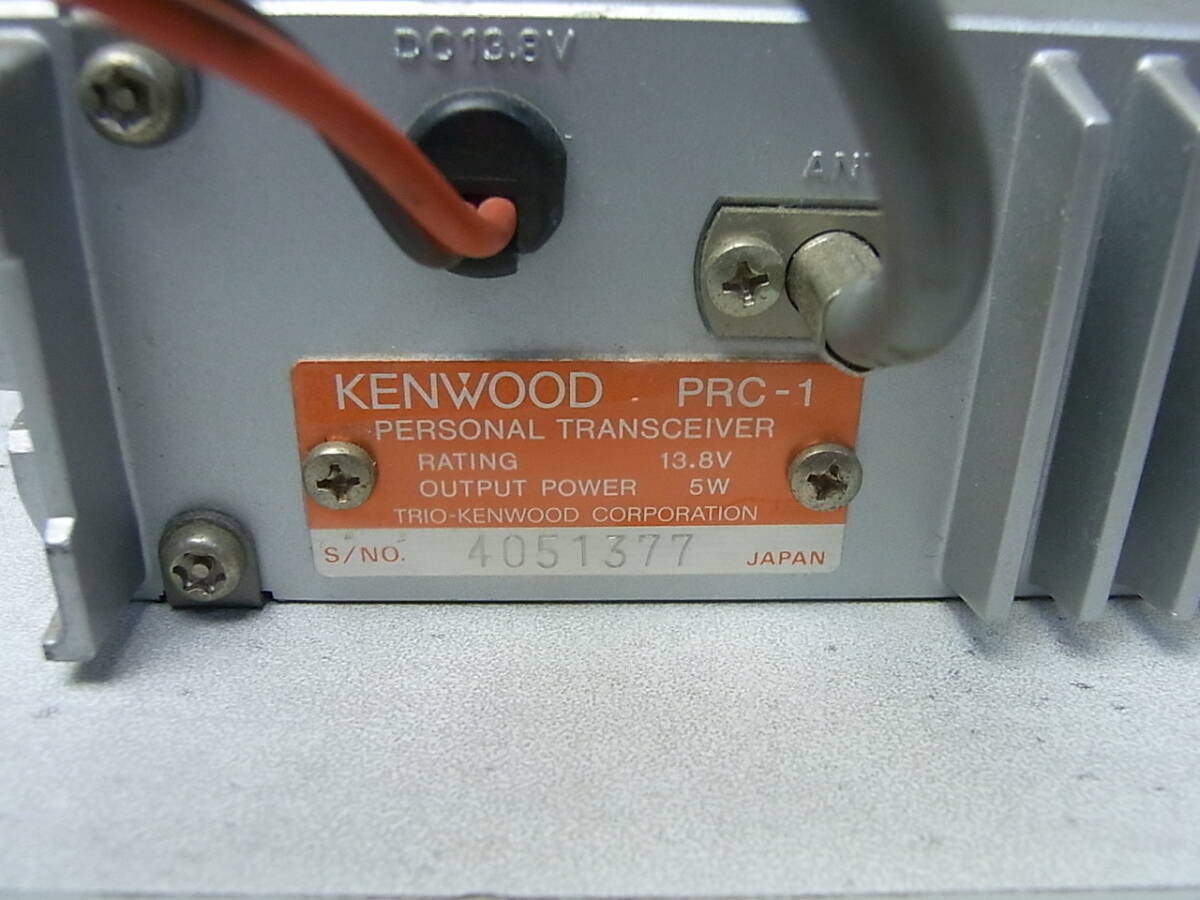 DC13.8V
KENWOOD PRC-1
PERSONAL TRANSCEIVER
RATING 13.8V
OUTPUT POWER 5W
TRIO-KENWOOD CORPORATION
S/NO. 4051377 JAPAN